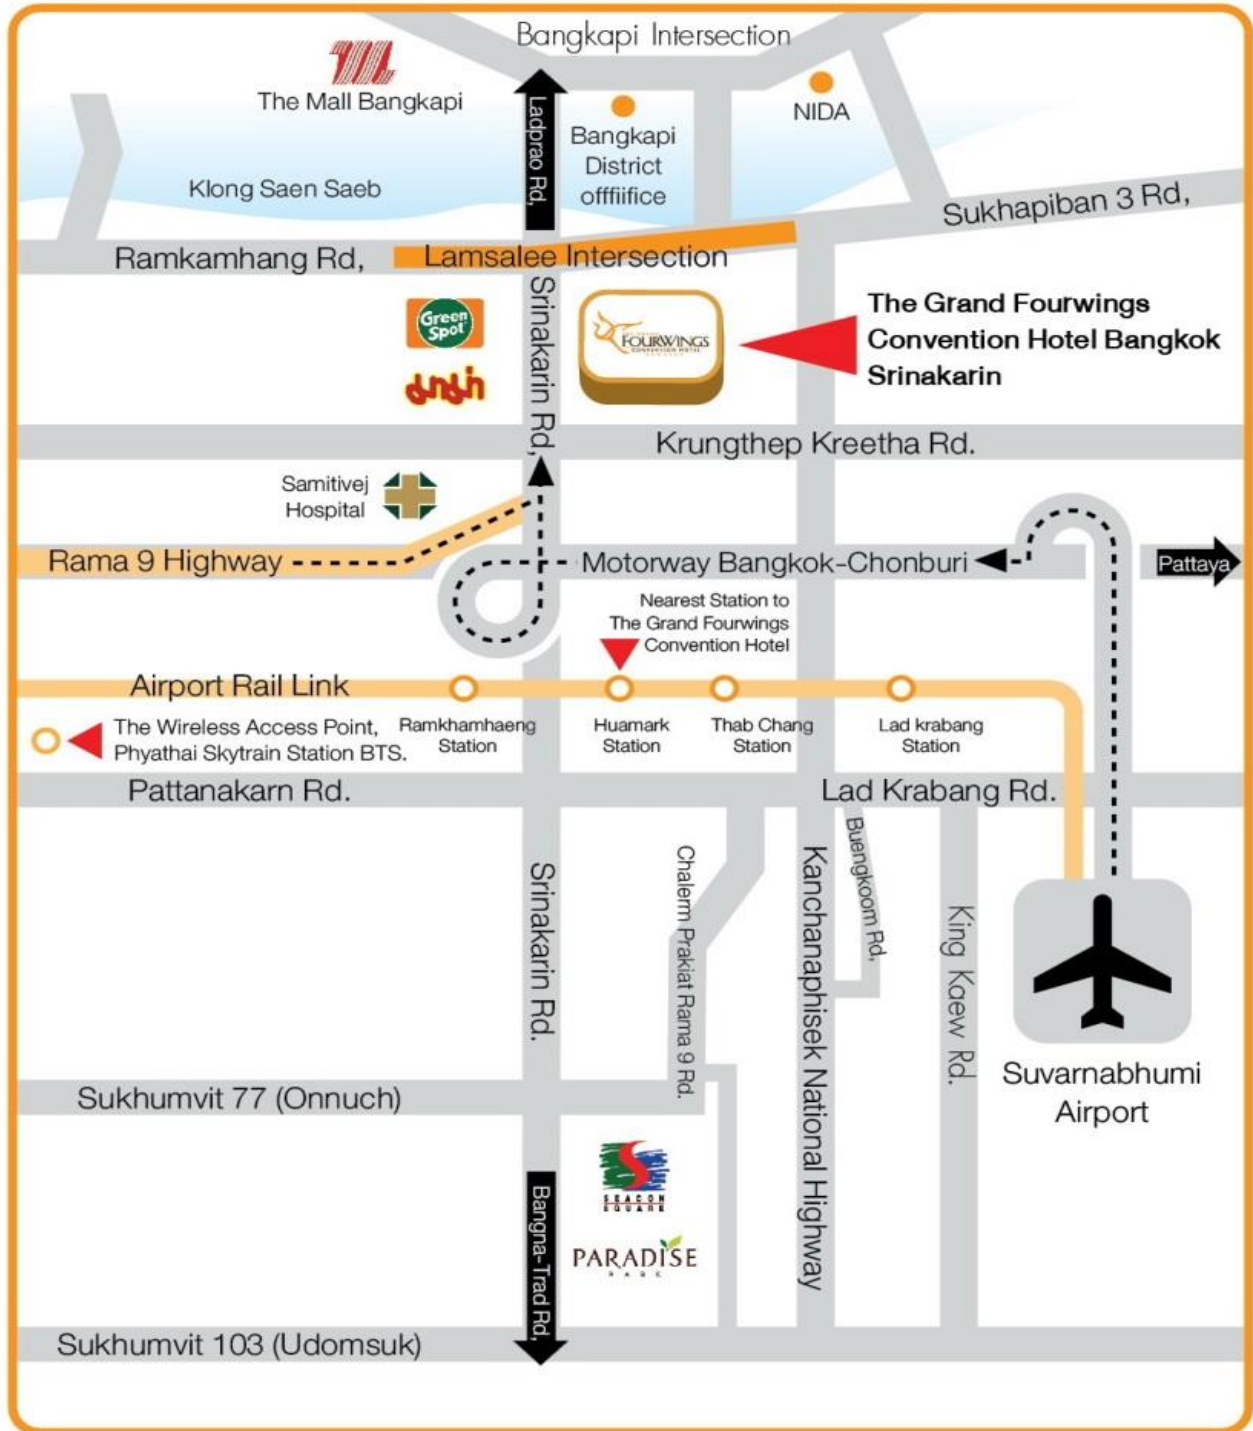 Bangkapi Intersection
The Mall Bangkapi
Ladprao Rd,
Bangkapi
District
offfiifice
NIDA
Klong Saen Saeb
Sukhapiban 3 Rd,
Ramkamhang Rd,
Lamsalee Intersection
Srinakarin Rd,
Green
Spot
FOURWINGS
CONVENTION HOTEL
The Grand Fourwings
Convention Hotel Bangkok
Srinakarin
Krungthep Kreetha Rd.
Samitivej
Hospital
Rama 9 Highway
Motorway Bangkok-Chonburi
Pattaya
Nearest Station to
The Grand Fourwings
Convention Hotel
Airport Rail Link
The Wireless Access Point,
Phyathai Skytrain Station BTS.
Ramkhamhaeng
Station
Huamark
Station
Thab Chang
Station
Lad krabang
Station
Pattanakarn Rd.
Lad Krabang Rd.
Srinakarin Rd.
Chalerm Prakiat Rama 9 Rd.
Kanchanaphisek National Highway
Buengkoom Rd,
King Kaew Rd.
Suvarnabhumi
Airport
Sukhumvit 77 (Onnuch)
SEACON
SQUARE
PARADISE
PARK
Bangna-Trad Rd,
Sukhumvit 103 (Udomsuk)